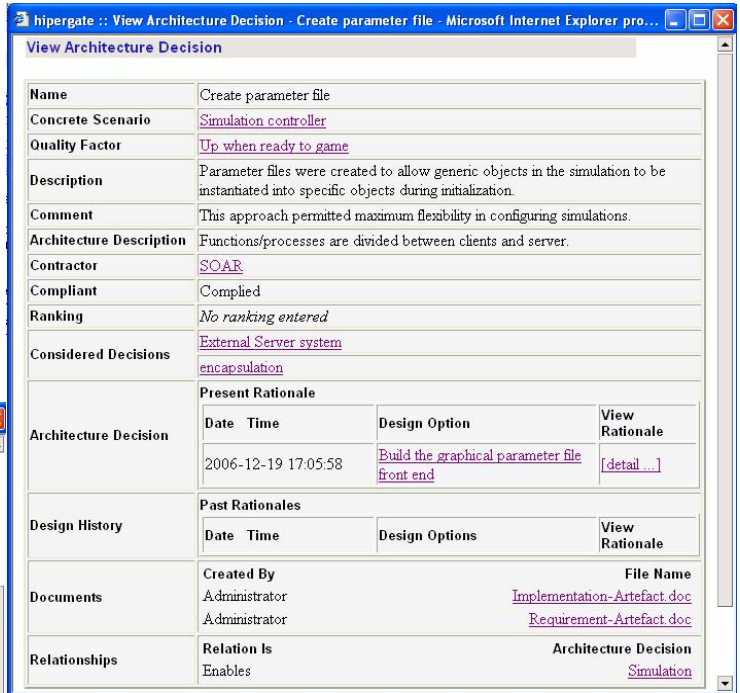 hipergate :: View Architecture Decision - Create parameter file - Microsoft Internet Explorer pro...
View Architecture Decision
Name Create parameter file
Concrete Scenario Simulation controller
Quality Factor Up when ready to game
Description Parameter files were created to allow generic objects in the simulation to be
instantiated into specific objects during initialization.
Comment This approach permitted maximum flexibility in configuring simulations.
Architecture Description Functions/processes are divided between clients and server.
Contractor SOAR
Compliant Complied
Ranking No ranking entered
Considered Decisions External Server system
encapsulation
Architecture Decision Present Rationale
Date Time Design Option View
Rationale
2006-12-19 17:05:58 Build the graphical parameter file
front end [detail ...]
Design History Past Rationales
Date Time Design Options View
Rationale
Documents Created By File Name
Administrator Implementation-Artefact.doc
Administrator Requirement-Artefact.doc
Relationships Relation Is Architecture Decision
Enables Simulation